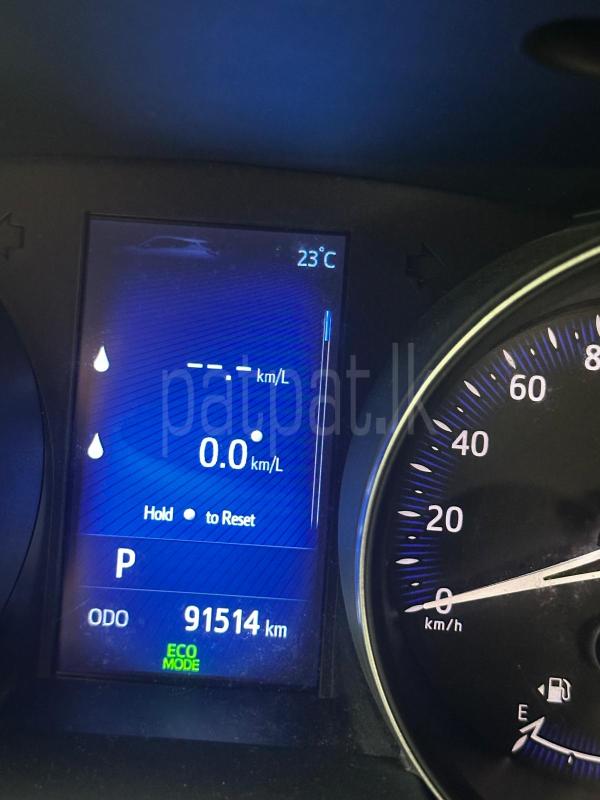 23°C
--.- km/L
patpat.lk
0.0 km/L
Hold ● to Reset
P
ODO 91514 km
ECO
MODE
80
60
40
20
0
km/h
E